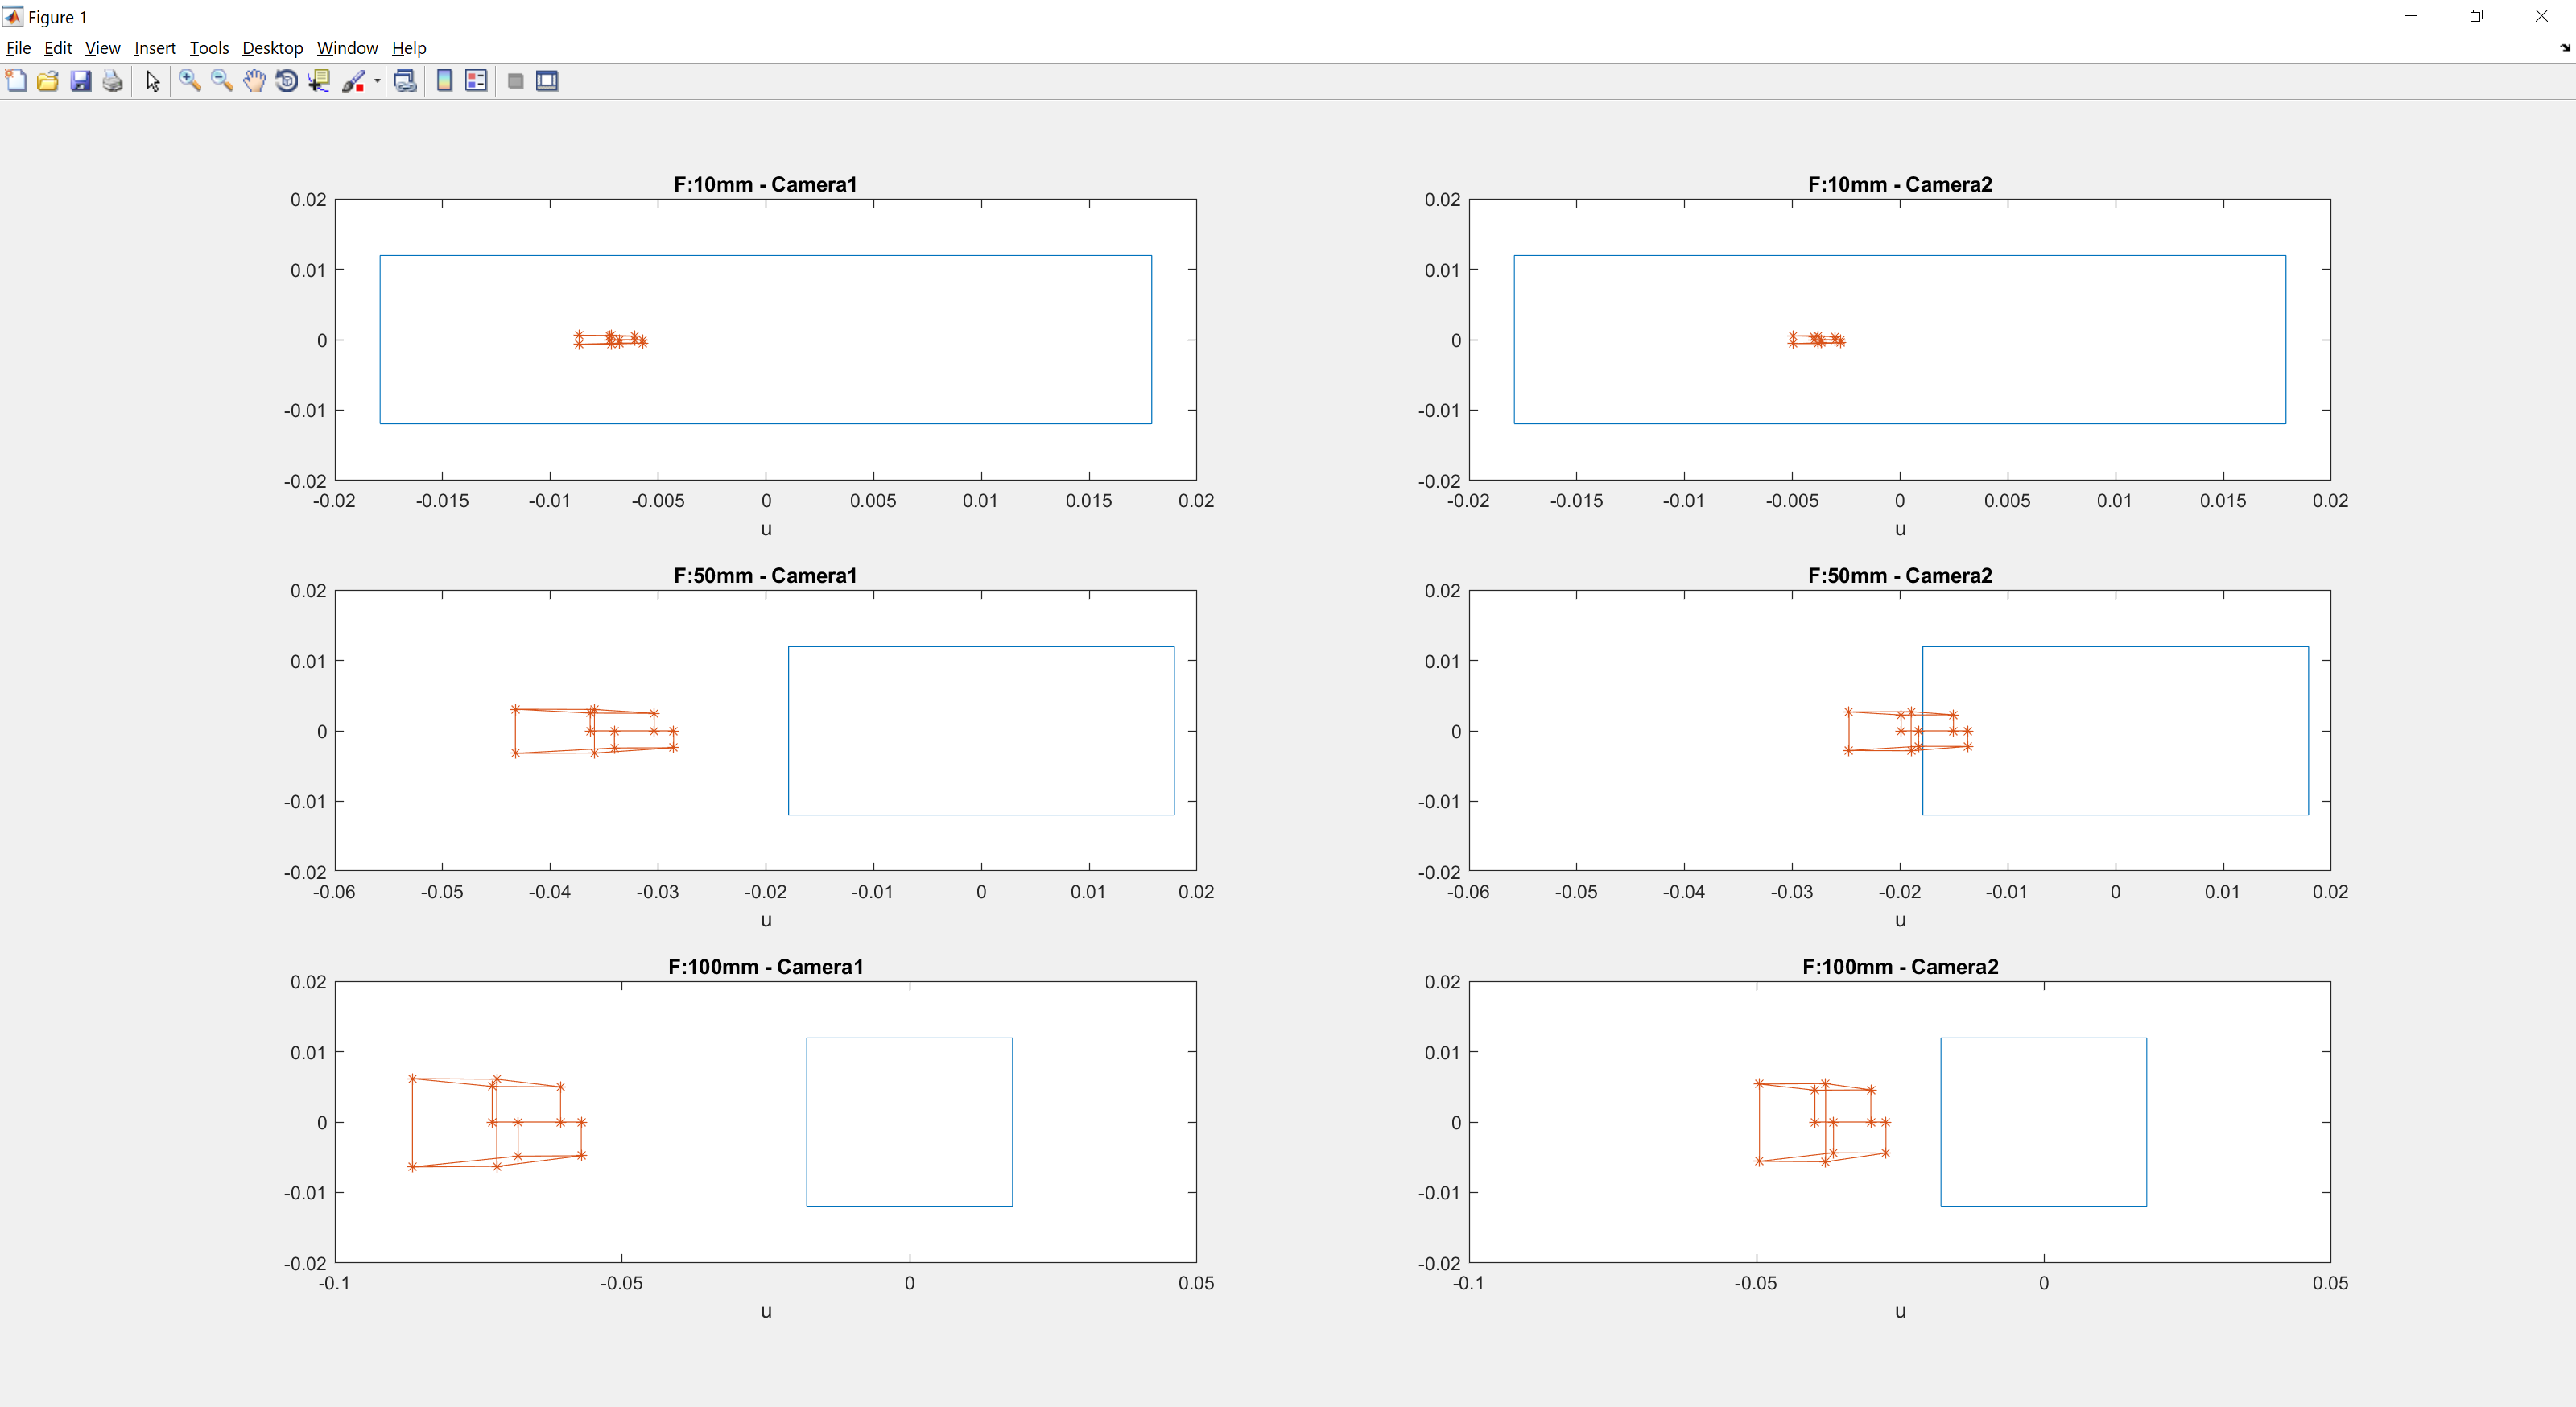 Figure 1
File Edit View Insert Tools Desktop Window Help
F:10mm - Camera1
0.02
0.01
0
-0.01
-0.02
-0.02 -0.015 -0.01 -0.005 0 0.005 0.01 0.015 0.02
u
F:10mm - Camera2
0.02
0.01
0
-0.01
-0.02
-0.02 -0.015 -0.01 -0.005 0 0.005 0.01 0.015 0.02
u
F:50mm - Camera1
0.02
0.01
0
-0.01
-0.02
-0.06 -0.05 -0.04 -0.03 -0.02 -0.01 0 0.01 0.02
u
F:50mm - Camera2
0.02
0.01
0
-0.01
-0.02
-0.06 -0.05 -0.04 -0.03 -0.02 -0.01 0 0.01 0.02
u
F:100mm - Camera1
0.02
0.01
0
-0.01
-0.02
-0.1 -0.05 0 0.05
u
F:100mm - Camera2
0.02
0.01
0
-0.01
-0.02
-0.1 -0.05 0 0.05
u